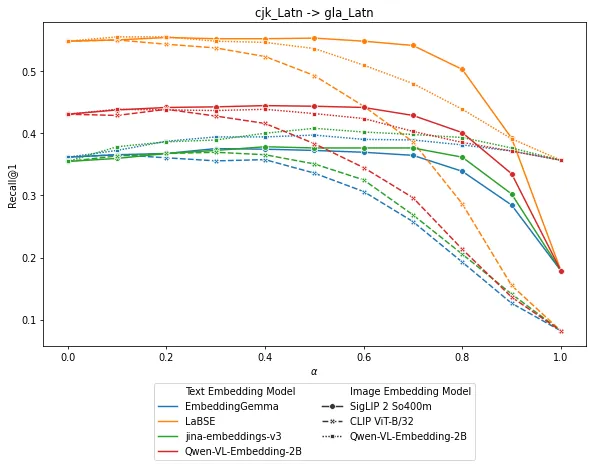 cjk_Latn -> gla_Latn
Recall@1
0.5
0.4
0.3
0.2
0.1
0.0 0.2 0.4 0.6 0.8 1.0
α
Text Embedding Model Image Embedding Model
EmbeddingGemma SigLIP 2 So400m
LaBSE CLIP ViT-B/32
jina-embeddings-v3 Qwen-VL-Embedding-2B
Qwen-VL-Embedding-2B